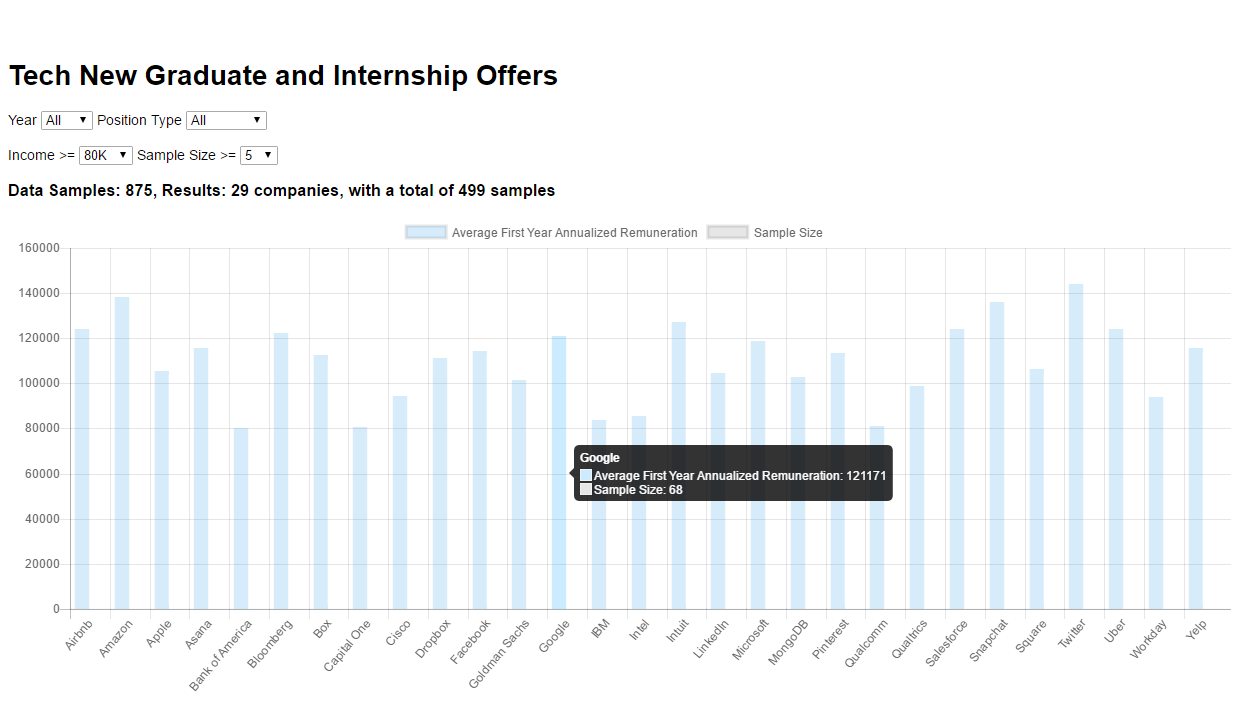 Tech New Graduate and Internship Offers
Year All Position Type All
Income >= 80K Sample Size >= 5
Data Samples: 875, Results: 29 companies, with a total of 499 samples
Average First Year Annualized Remuneration Sample Size
160000
140000
120000
100000
80000
60000
40000
20000
0
Google
Average First Year Annualized Remuneration: 121171
Sample Size: 68
Airbnb
Amazon
Apple
Asana
Bank of America
Bloomberg
Box
Capital One
Cisco
Dropbox
Facebook
Goldman Sachs
Google
IBM
Intel
Intuit
LinkedIn
Microsoft
MongoDB
Pinterest
Qualcomm
Qualtrics
Salesforce
Snapchat
Square
Twitter
Uber
Workday
Yelp